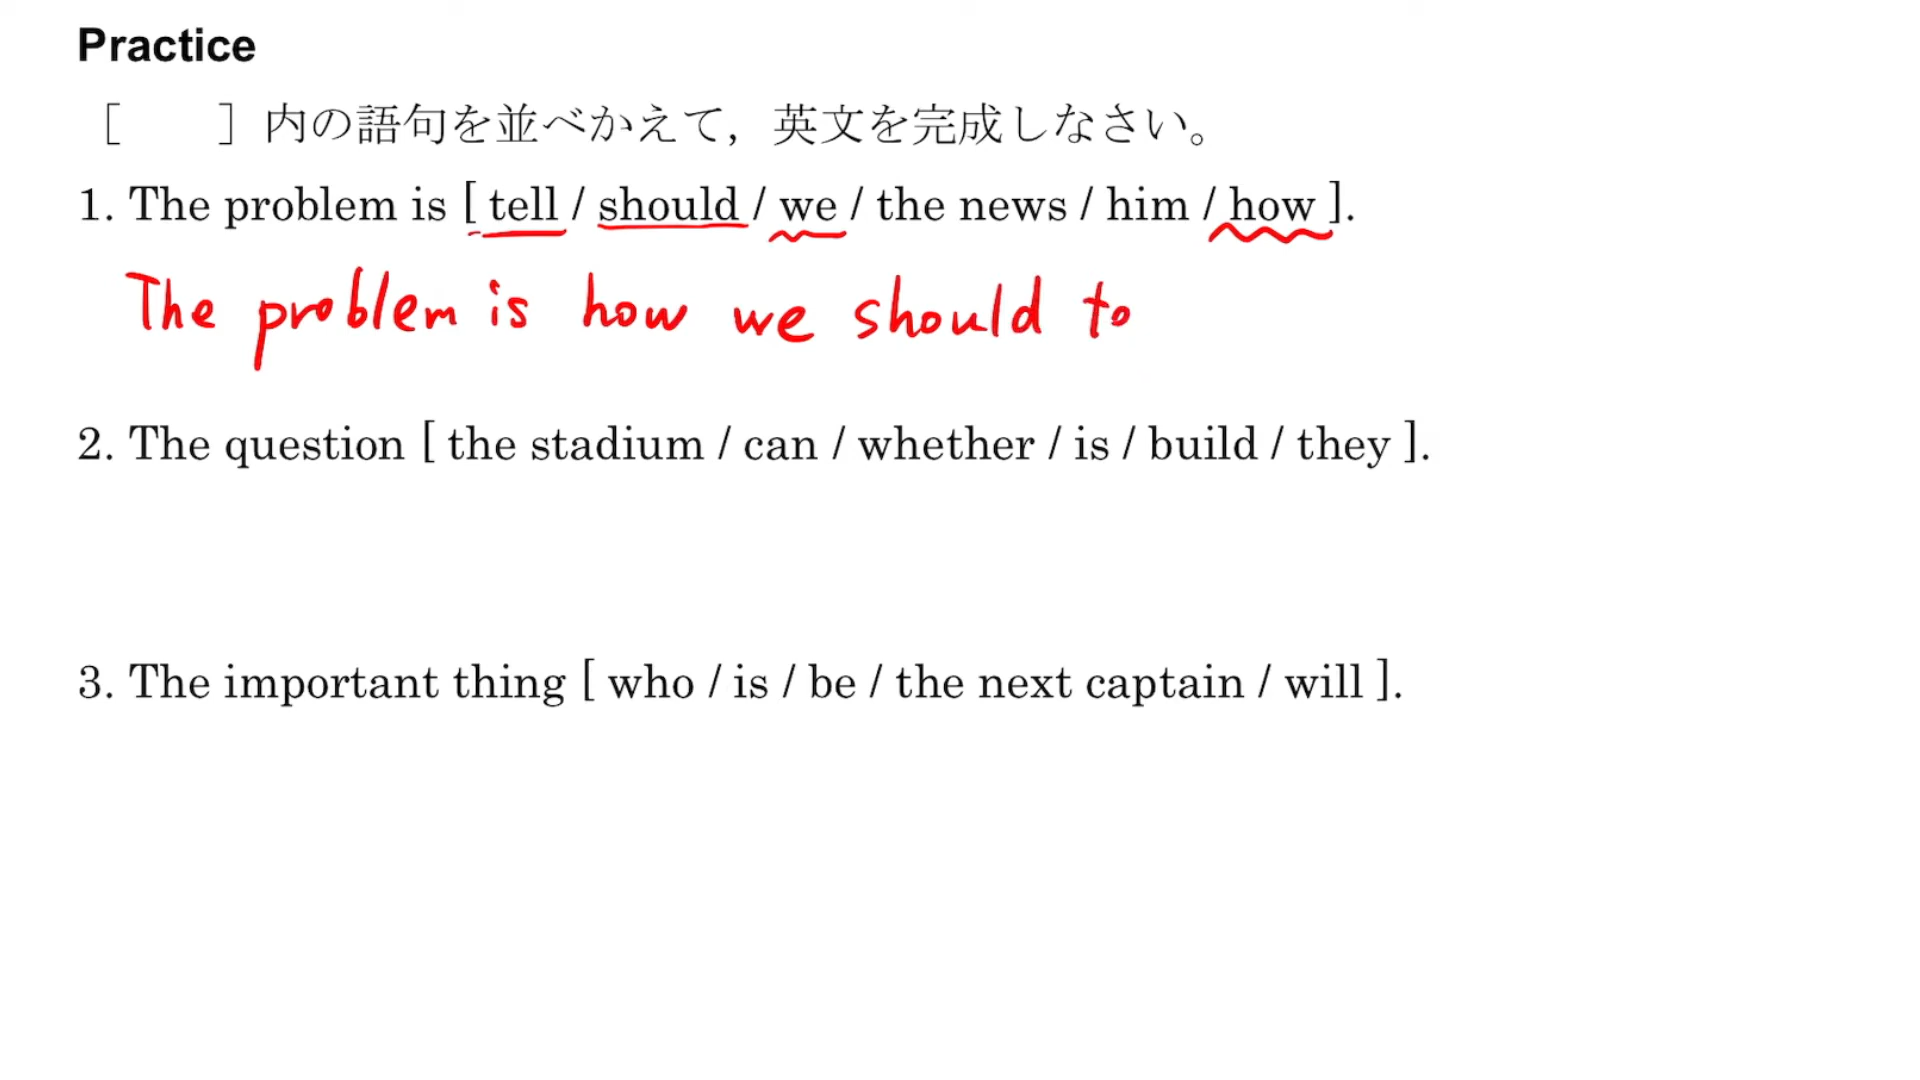 Practice
［　　］内の語句を並べかえて，英文を完成しなさい。
1. The problem is [ tell / should / we / the news / him / how ].
The problem is how we should to
2. The question [ the stadium / can / whether / is / build / they ].
3. The important thing [ who / is / be / the next captain / will ].